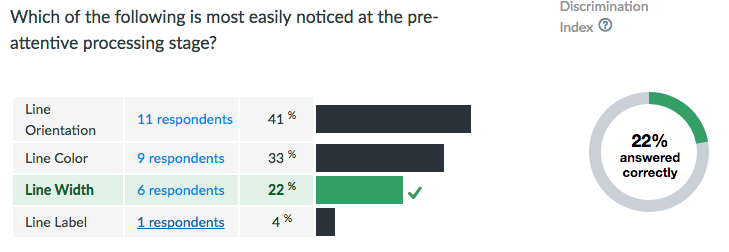 Which of the following is most easily noticed at the pre-
attentive processing stage?
Discrimination
Index ?
Line
Orientation
11 respondents
41 %
Line Color
9 respondents
33 %
Line Width
6 respondents
22 %
Line Label
1 respondents
4 %
22%
answered
correctly